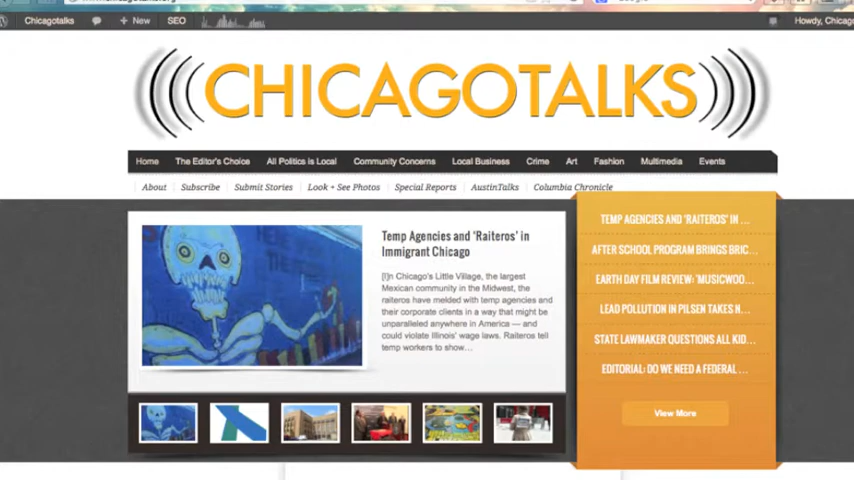 Chicagotalks
New
SEO
Howdy, Chicago
CHICAGOTALKS
Home
The Editor's Choice
All Politics is Local
Community Concerns
Local Business
Crime
Art
Fashion
Multimedia
Events
About
Subscribe
Submit Stories
Look + See Photos
Special Reports
AustinTalks
Columbia Chronicle
Temp Agencies and 'Raiteros' in
Immigrant Chicago
[I]n Chicago's Little Village, the largest
Mexican community in the Midwest, the
raiteros have melded with temp agencies and
their corporate clients in a way that might be
unparalleled anywhere in America — and
could violate Illinois' wage laws. Raiteros tell
temp workers to show...
TEMP AGENCIES AND 'RAITEROS' IN ...
AFTER SCHOOL PROGRAM BRINGS BRIC...
EARTH DAY FILM REVIEW: 'MUSICWOO...
LEAD POLLUTION IN PILSEN TAKES N...
STATE LAWMAKER QUESTIONS ALL KID...
EDITORIAL: DO WE NEED A FEDERAL ...
View More